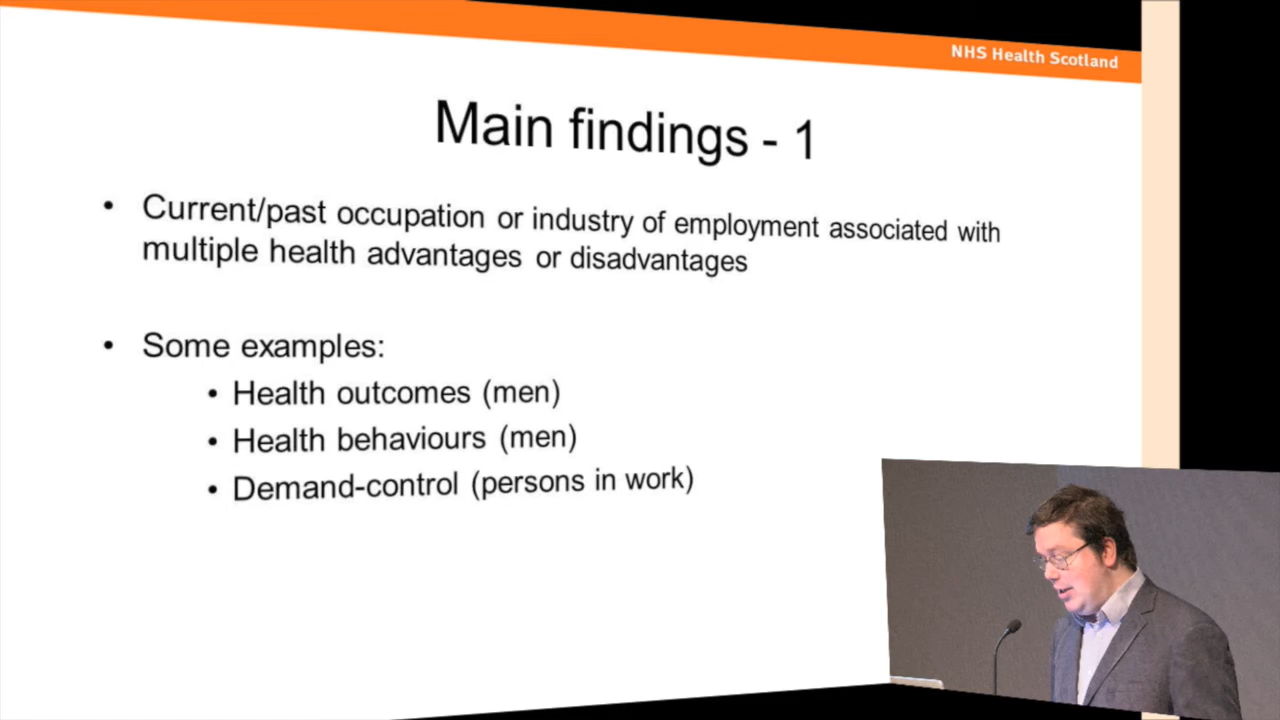 NHS Health Scotland
Main findings - 1
• Current/past occupation or industry of employment associated with
multiple health advantages or disadvantages
• Some examples:
• Health outcomes (men)
• Health behaviours (men)
• Demand-control (persons in work)